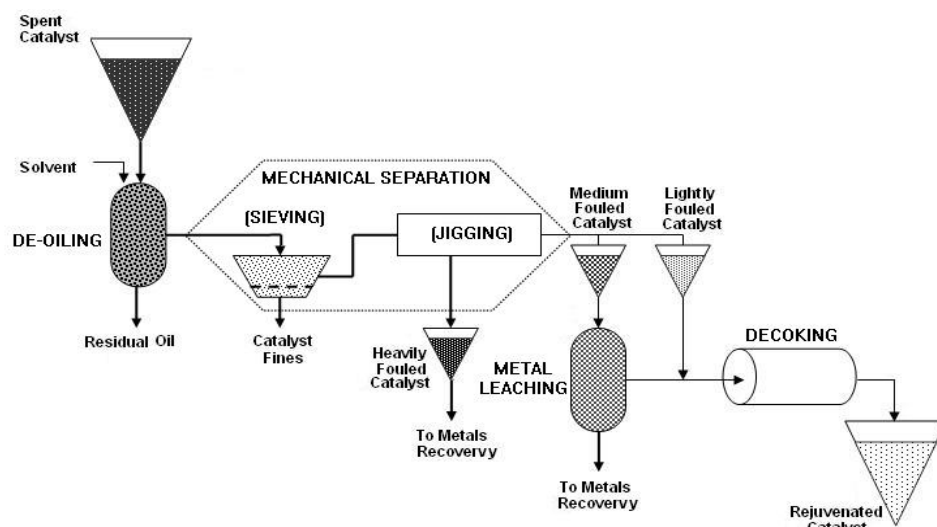 Spent
Catalyst
Solvent
DE-OILING
Residual Oil
MECHANICAL SEPARATION
(SIEVING)
(JIGGING)
Catalyst
Fines
Heavily
Fouled
Catalyst
To Metals
Recovervy
Medium
Fouled
Catalyst
Lightly
Fouled
Catalyst
METAL
LEACHING
To Metals
Recovervy
DECOKING
Rejuvenated
Catalyst